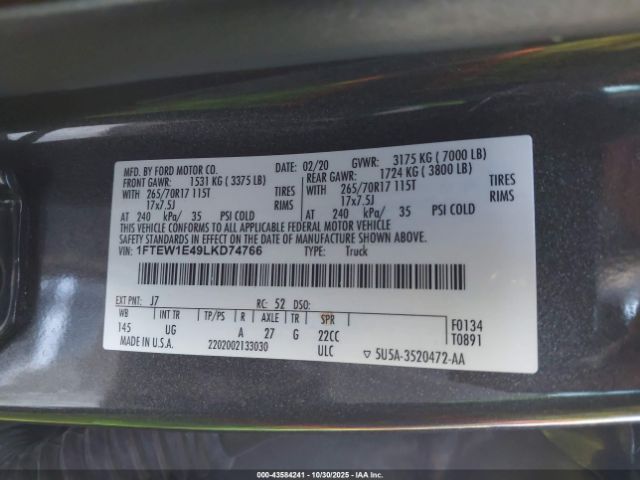 MFD. BY FORD MOTOR CO.
DATE: 02/20 GVWR: 3175 KG ( 7000 LB)
FRONT GAWR: 1531 KG ( 3375 LB) REAR GAWR: 1724 KG ( 3800 LB)
WITH 265/70R17 115T TIRES WITH 265/70R17 115T TIRES
17x7.5J RIMS 17x7.5J RIMS
AT 240 kPa/ 35 PSI COLD AT 240 kPa/ 35 PSI COLD
THIS VEHICLE CONFORMS TO ALL APPLICABLE FEDERAL MOTOR VEHICLE
SAFETY STANDARDS IN EFFECT ON THE DATE OF MANUFACTURE SHOWN ABOVE.
VIN: 1FTEW1E49LKD74766 TYPE: Truck
EXT PNT: J7 RC: 52 DSO:
WB INT TR TP/PS R AXLE TR SPR
145 UG A 27 G 22CC
ULC
F0134
T0891
MADE IN U.S.A. 2202002133030
▽ 5U5A-3520472-AA
000-43584241 - 10/30/2025 - IAAI.COM